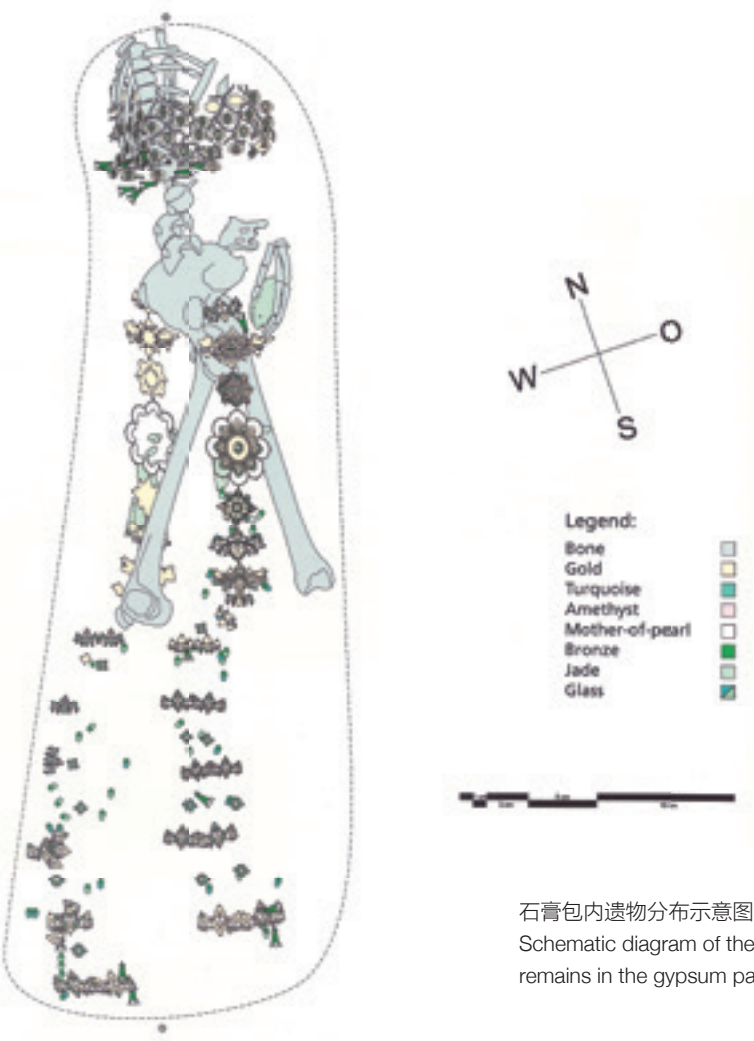 N
O
W
S
Legend:
Bone
Gold
Turquoise
Amethyst
Mother-of-pearl
Bronze
Jade
Glass
石膏包内遗物分布示意图
Schematic diagram of the
remains in the gypsum pa